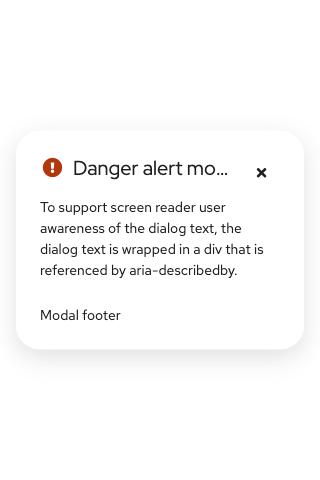 Danger alert mo...
To support screen reader user
awareness of the dialog text, the
dialog text is wrapped in a div that is
referenced by aria-describedby.
Modal footer